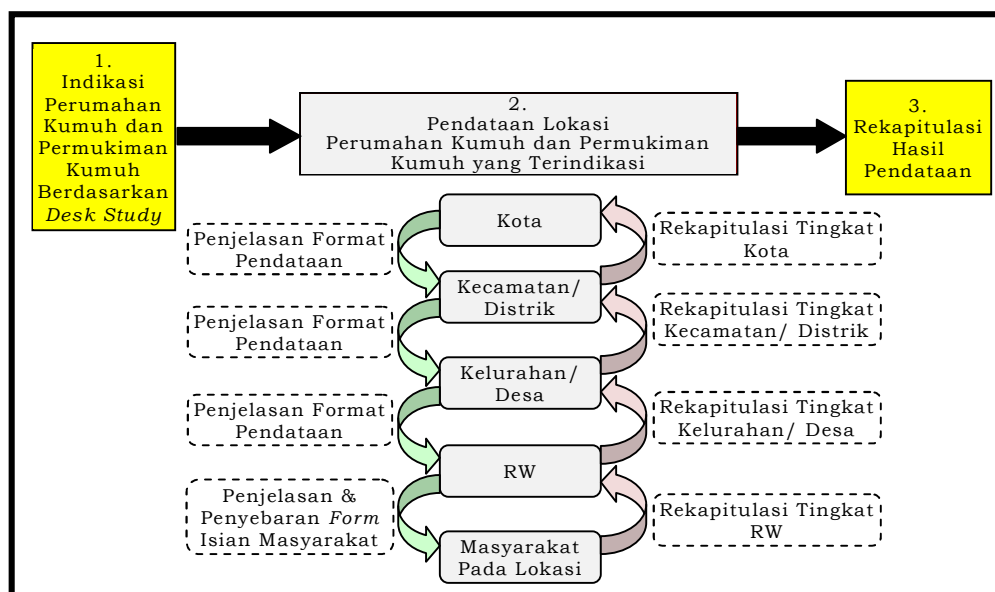 1.
Indikasi
Perumahan
Kumuh dan
Permukiman
Kumuh
Berdasarkan
Desk Study
2.
Pendataan Lokasi
Perumahan Kumuh dan Permukiman
Kumuh yang Terindikasi
3.
Rekapitulasi
Hasil
Pendataan
Kota
Penjelasan Format
Pendataan
Rekapitulasi Tingkat
Kota
Kecamatan/
Distrik
Penjelasan Format
Pendataan
Rekapitulasi Tingkat
Kecamatan/ Distrik
Kelurahan/
Desa
Penjelasan Format
Pendataan
Rekapitulasi Tingkat
Kelurahan/ Desa
RW
Penjelasan &
Penyebaran Form
Isian Masyarakat
Rekapitulasi Tingkat
RW
Masyarakat
Pada Lokasi